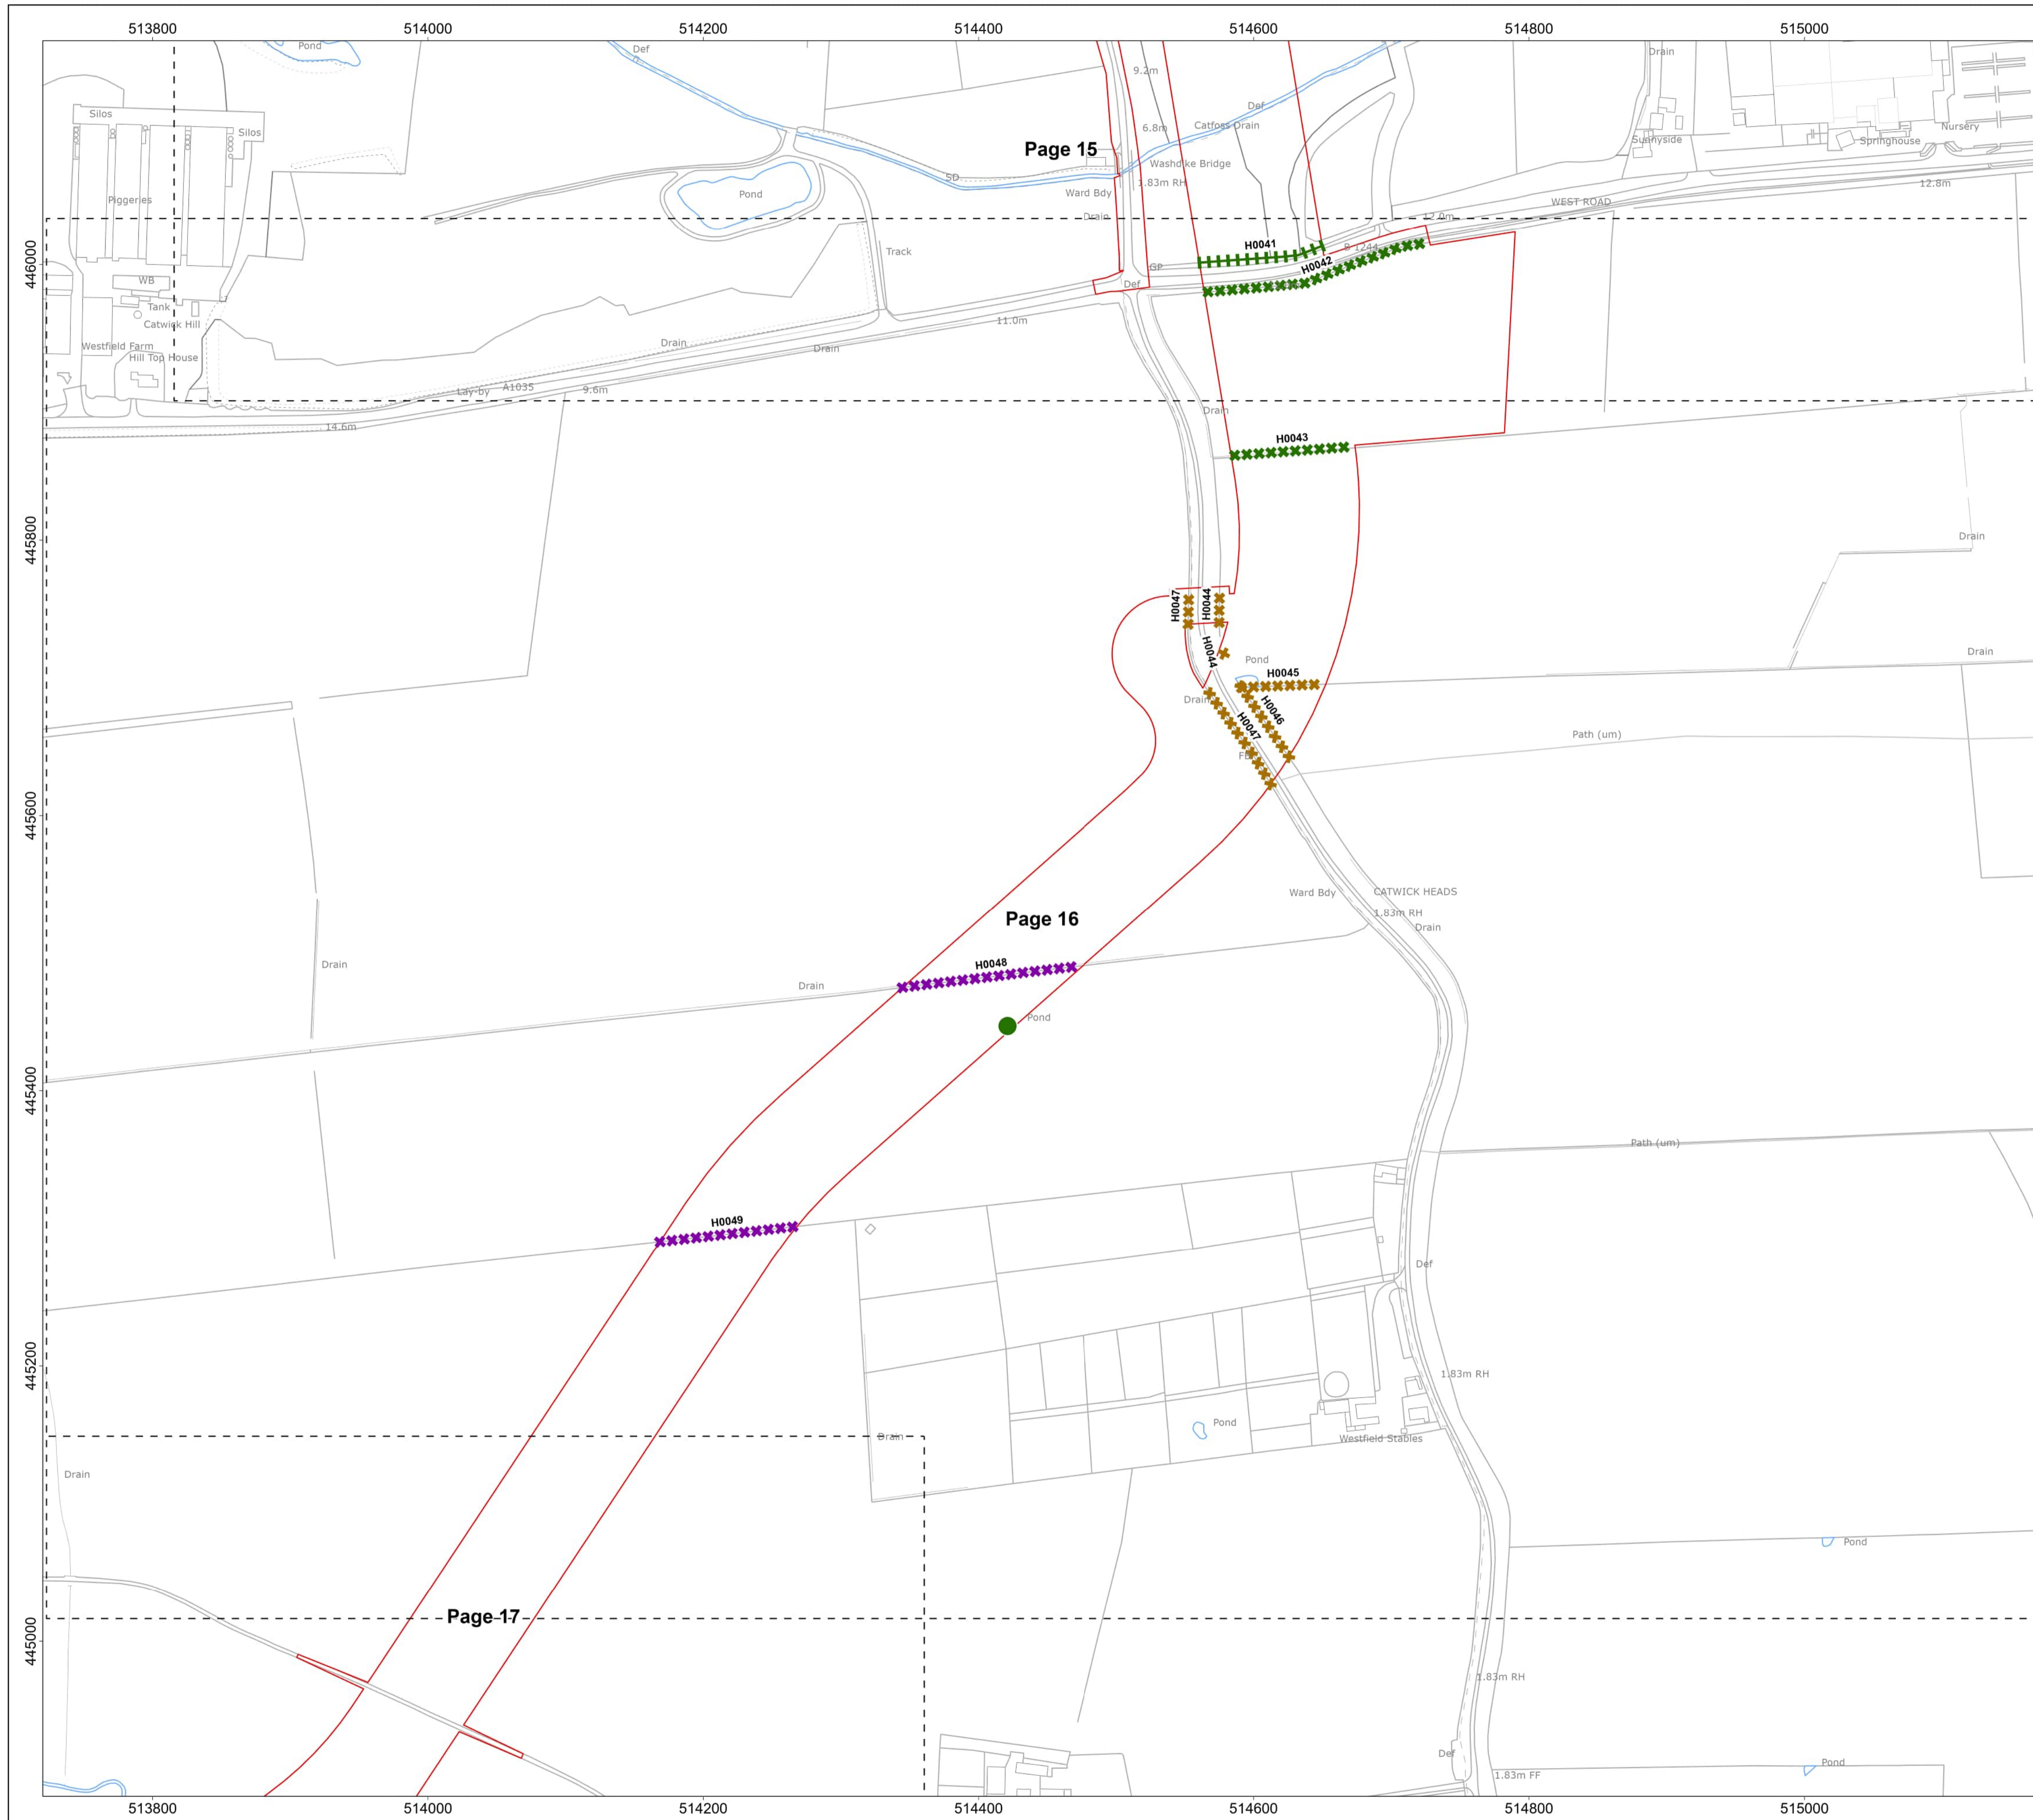 513800 514000 514200 514400 514600 514800 515000
Pond
Def
Drain
9.2m
Def
Silos
Silos
6.8m
Catfoss Drain
Nursery
Sunnyside
Springhouse
Page 15
Washdike Bridge
SD
1.83m RH
12.8m
Pond
Ward Bdy
Piggeries
WEST ROAD
Drain
12.0m
446000
H0041
B 1244
Track
GP
H0042
WB
Def
Tank
Catwick Hill
11.0m
Westfield Farm
Drain
Drain
Hill Top House
Lay-by
A1035
9.6m
Drain
14.6m
H0043
445800
Drain
H0047
H0044
H0044
Pond
Drain
H0045
Drain
H0046
H0047
Path (um)
445600
Ward Bdy
CATWICK HEADS
1.83m RH
Page 16
Drain
Drain
H0048
Drain
Pond
445400
Path (um)
H0049
Def
445200
1.83m RH
Pond
Drain
Westfield Stables
Drain
Pond
Page 17
445000
1.83m RH
Def
Pond
1.83m FF
513800 514000 514200 514400 514600 514800 515000